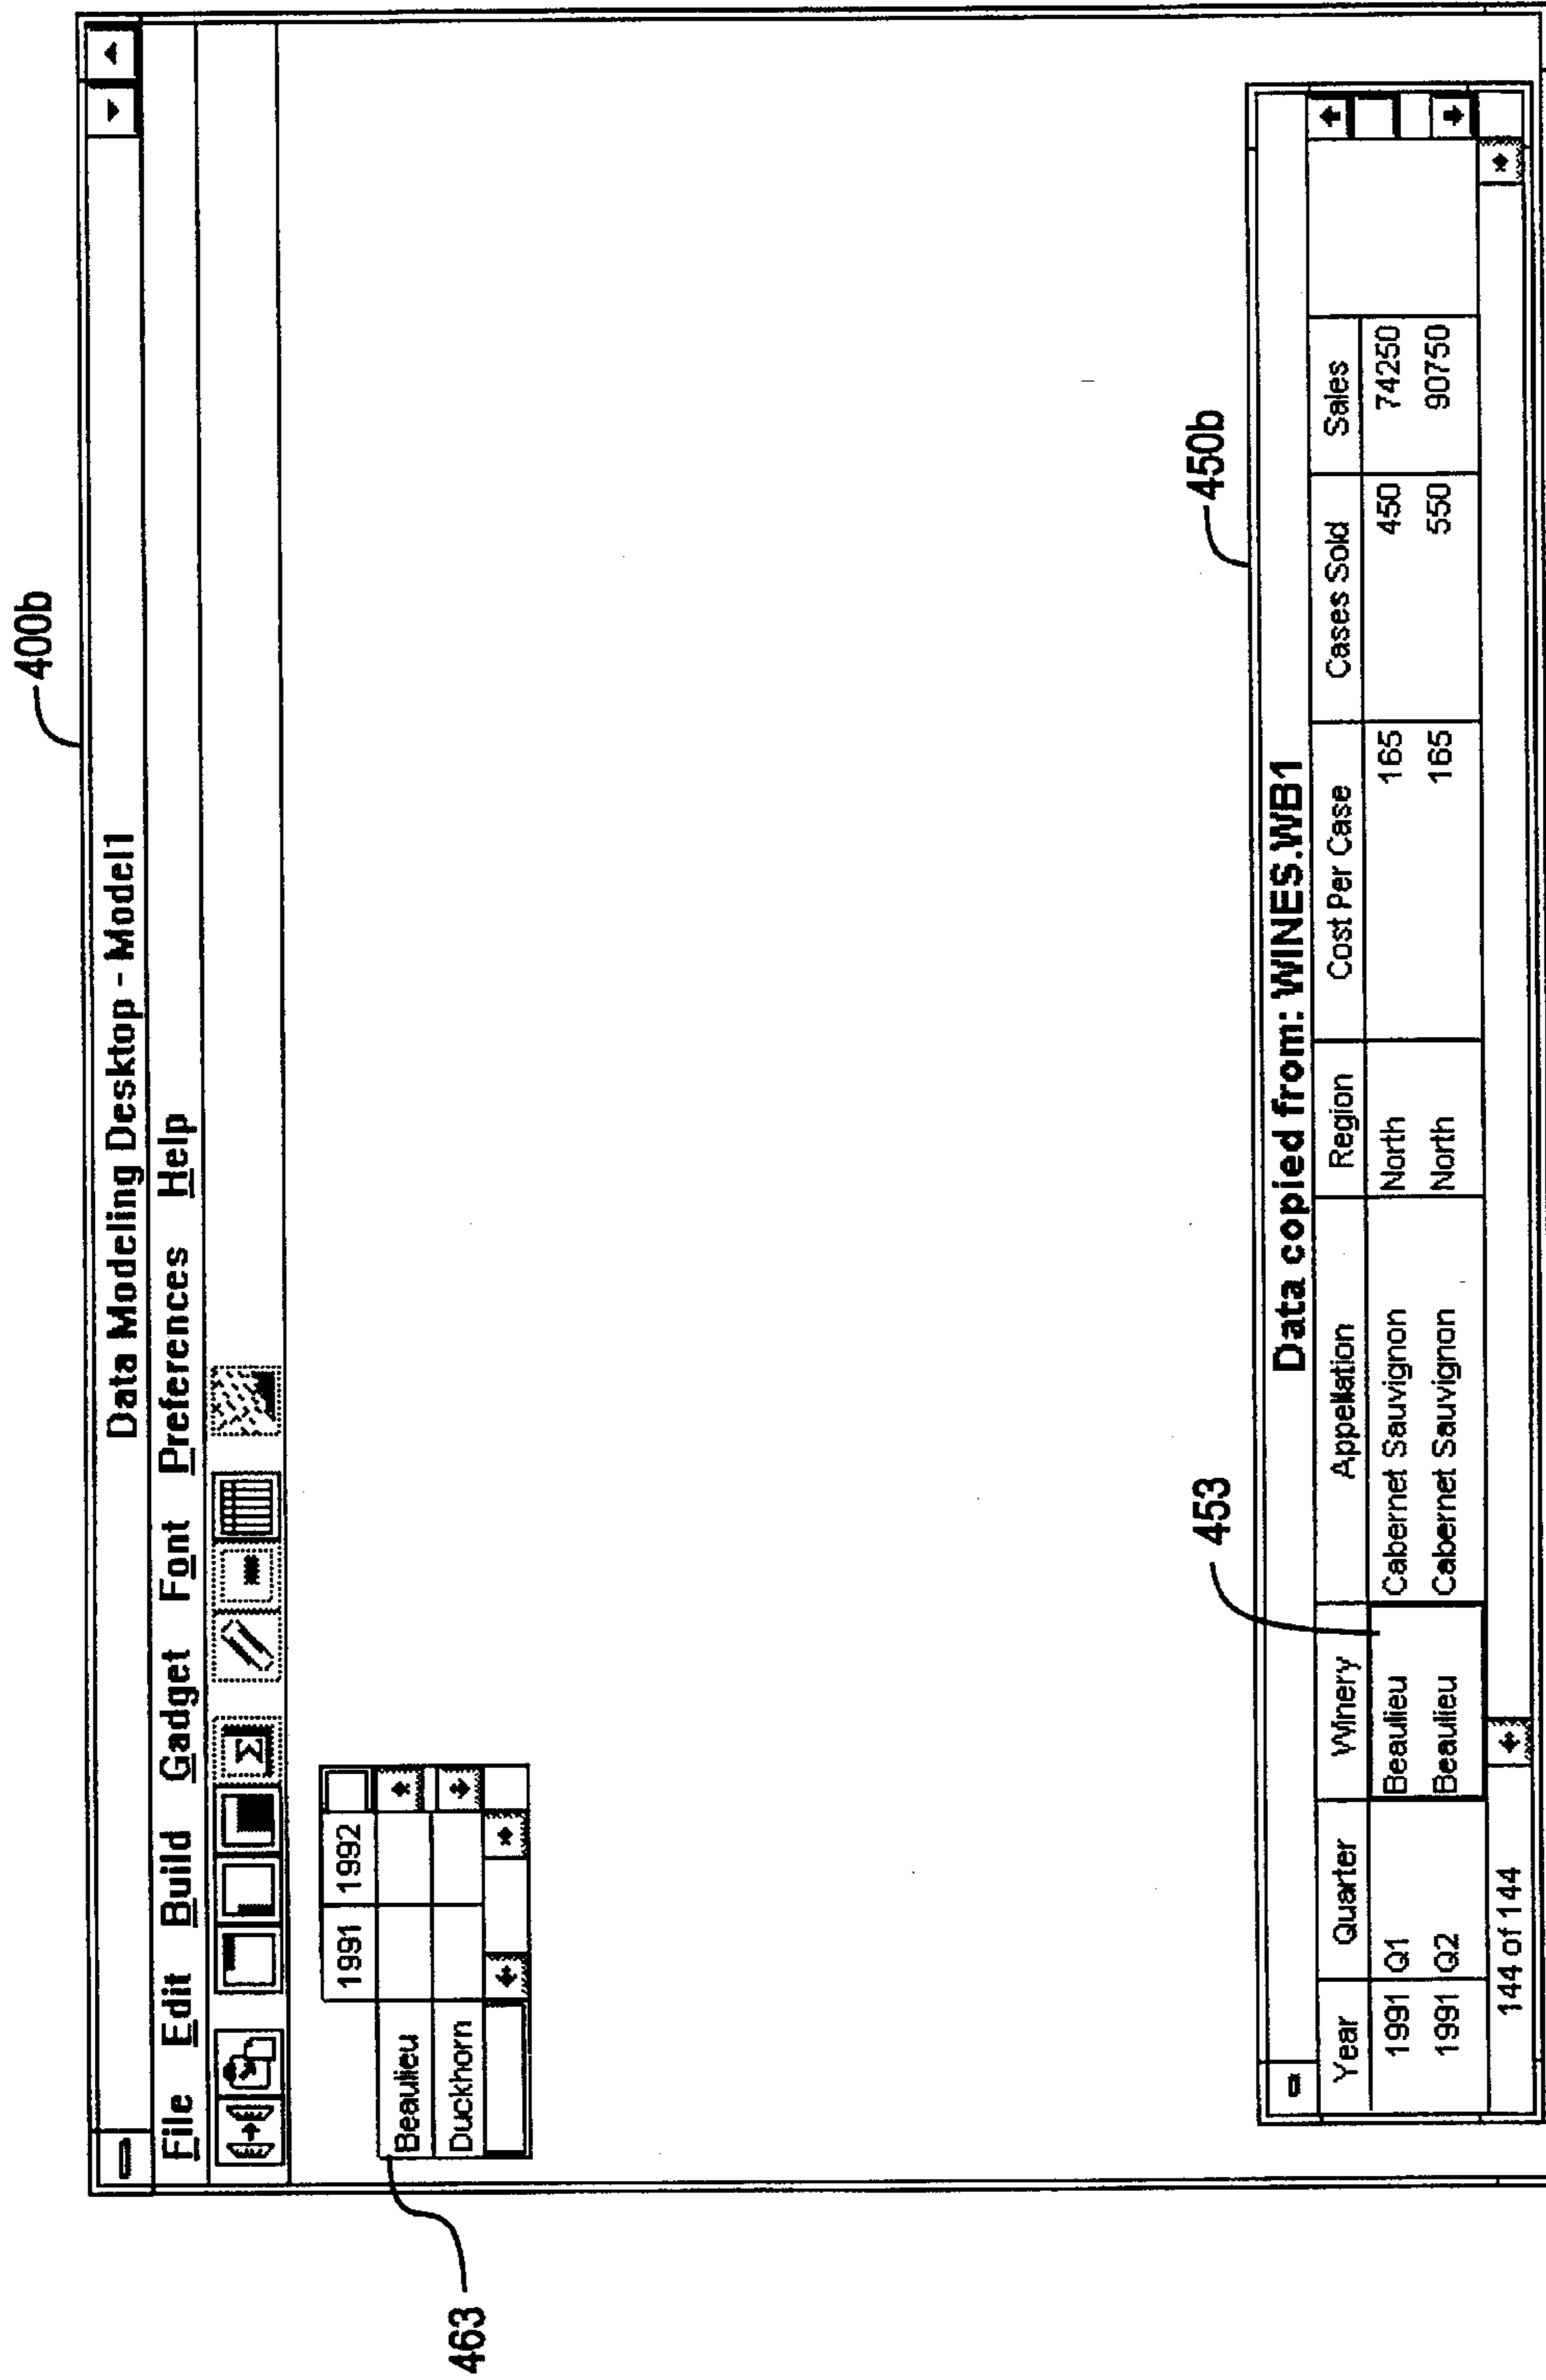 400b
Data Modeling Desktop - Model1
File Edit Build Gadget Font Preferences Help
Σ
1991 1992
463
Beaulieu
Duckhorn
453
450b
Data copied from: WINES.WB1
Year Quarter Winery Appellation Region Cost Per Case Cases Sold Sales
1991 Q1 Beaulieu Cabernet Sauvignon North 165 450 74250
1991 Q2 Beaulieu Cabernet Sauvignon North 165 550 90750
144 of 144